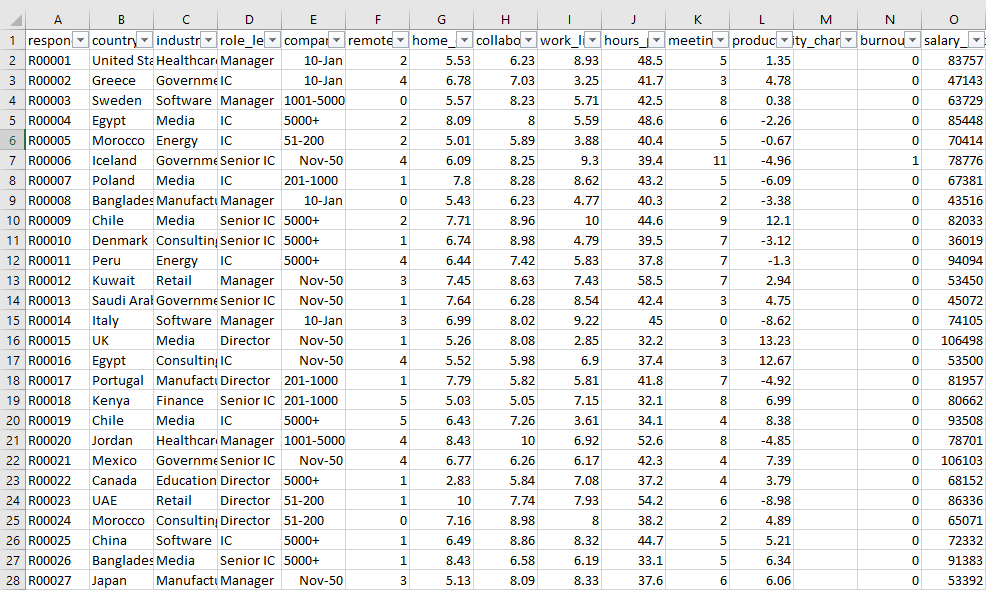 A B C D E F G H I J K L M N O
1 respon country industr role_le compar remote home_ collabo work_li hours_ meetin produc ity_char burnou salary_
2 R00001 United Sta Healthcar Manager 10-Jan 2 5.53 6.23 8.93 48.5 5 1.35 0 83757
3 R00002 Greece Governme IC 10-Jan 4 6.78 7.03 3.25 41.7 3 4.78 0 47143
4 R00003 Sweden Software Manager 1001-5000 0 5.57 8.23 5.71 42.5 8 0.38 0 63729
5 R00004 Egypt Media IC 5000+ 2 8.09 8 5.59 48.6 6 -2.26 0 85448
6 R00005 Morocco Energy IC 51-200 2 5.01 5.89 3.88 40.4 5 -0.67 0 70414
7 R00006 Iceland Governme Senior IC Nov-50 4 6.09 8.25 9.3 39.4 11 -4.96 1 78776
8 R00007 Poland Media IC 201-1000 1 7.8 8.28 8.62 43.2 5 -6.09 0 67381
9 R00008 Banglades Manufactu Manager 10-Jan 0 5.43 6.23 4.77 40.3 2 -3.38 0 43516
10 R00009 Chile Media Senior IC 5000+ 2 7.71 8.96 10 44.6 9 12.1 0 82033
11 R00010 Denmark Consulting Senior IC 5000+ 1 6.74 8.98 4.79 39.5 7 -3.12 0 36019
12 R00011 Peru Energy IC 5000+ 4 6.44 7.42 5.83 37.8 7 -1.3 0 94094
13 R00012 Kuwait Retail Manager Nov-50 3 7.45 8.63 7.43 58.5 7 2.94 0 53450
14 R00013 Saudi Aral Governme Senior IC Nov-50 1 7.64 6.28 8.54 42.4 3 4.75 0 45072
15 R00014 Italy Software Manager 10-Jan 3 6.99 8.02 9.22 45 0 -8.62 0 74105
16 R00015 UK Media Director Nov-50 1 5.26 8.08 2.85 32.2 3 13.23 0 106498
17 R00016 Egypt Consulting IC Nov-50 4 5.52 5.98 6.9 37.4 3 12.67 0 53500
18 R00017 Portugal Manufactu Director 201-1000 1 7.79 5.82 5.81 41.8 7 -4.92 0 81957
19 R00018 Kenya Finance Senior IC 201-1000 5 5.03 5.05 7.15 32.1 8 6.99 0 80662
20 R00019 Chile Media IC 5000+ 5 6.43 7.26 3.61 34.1 4 8.38 0 93508
21 R00020 Jordan Healthcar Manager 1001-5000 4 8.43 10 6.92 52.6 8 -4.85 0 78701
22 R00021 Mexico Governme Senior IC Nov-50 4 6.77 6.26 6.17 42.3 4 7.39 0 106103
23 R00022 Canada Education Director 5000+ 1 2.83 5.84 7.08 37.2 4 3.79 0 68152
24 R00023 UAE Retail Director 51-200 1 10 7.74 7.93 54.2 6 -8.98 0 86336
25 R00024 Morocco Consulting Director 51-200 0 7.16 8.98 8 38.2 2 4.89 0 65071
26 R00025 China Software IC 5000+ 1 6.49 8.86 8.32 44.7 5 5.21 0 72332
27 R00026 Banglades Media Senior IC 5000+ 1 8.43 6.58 6.19 33.1 5 6.34 0 91383
28 R00027 Japan Manufactu Manager Nov-50 3 5.13 8.09 8.33 37.6 6 6.06 0 53392